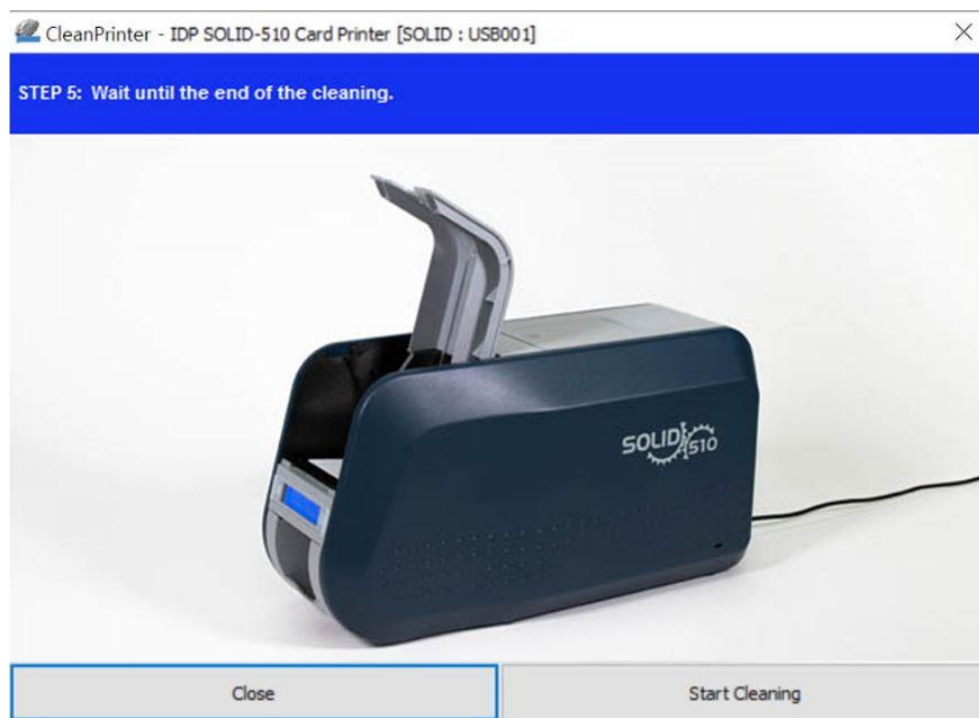 CleanPrinter - IDP SOLID-510 Card Printer [SOLID : USB001]
STEP 5: Wait until the end of the cleaning.
SOLID 510
Close
Start Cleaning